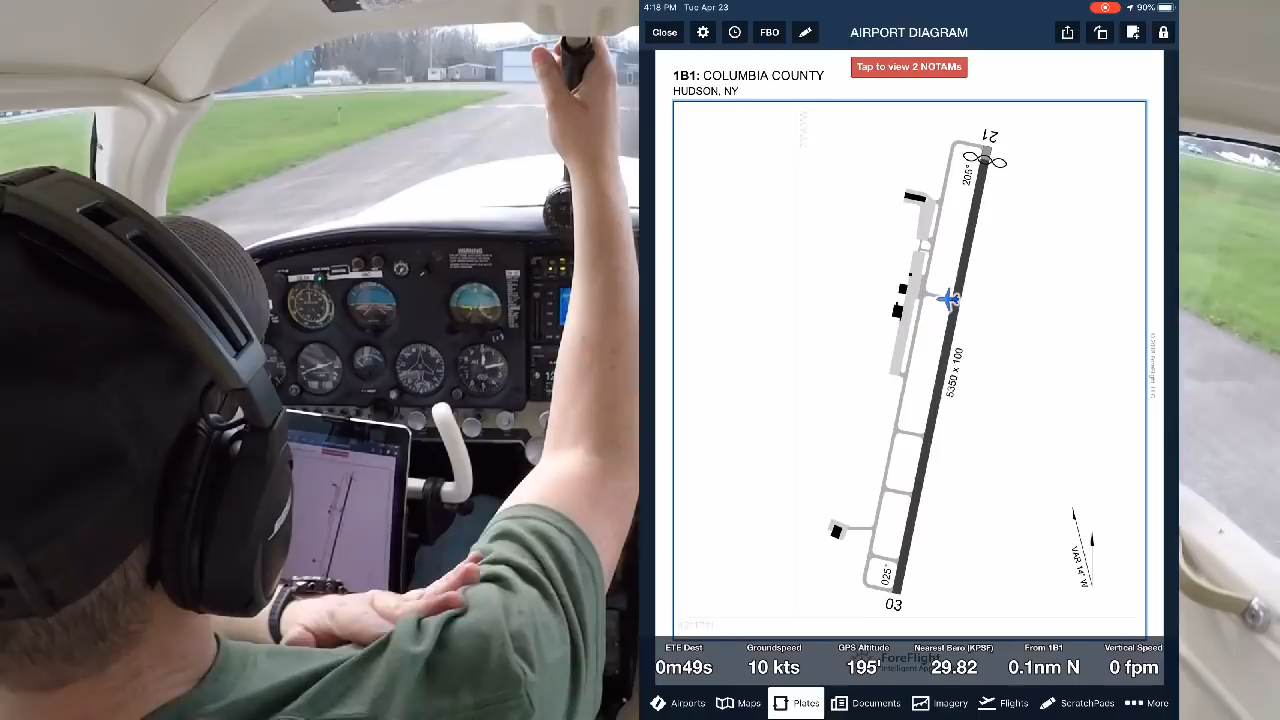 4:18 PM Tue Apr 23
90%
Close
FBO
AIRPORT DIAGRAM
Tap to view 2 NOTAMs
1B1: COLUMBIA COUNTY
HUDSON, NY
21
205°
5350 x 100
025°
03
VAR 14° W
WARNING
ETE Dest Groundspeed GPS Altitude Nearest Baro (KPSF) From 1B1 Vertical Speed
0m49s 10 kts 195' 29.82 0.1nm N 0 fpm
ForeFlight
Airports Maps Plates Documents Imagery Flights ScratchPads More